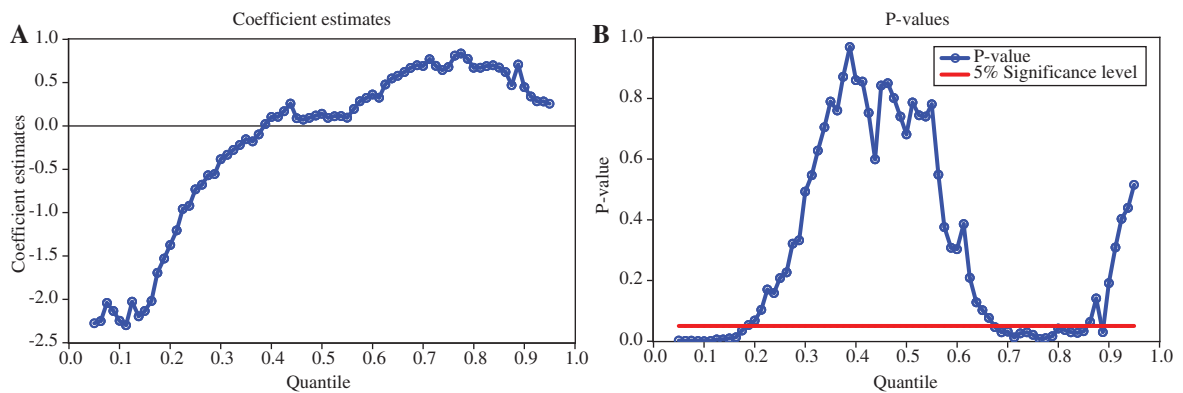 Coefficient estimates
A
1.0
0.5
0.0
-0.5
-1.0
-1.5
-2.0
-2.5
Coefficient estimates
0.0 0.1 0.2 0.3 0.4 0.5 0.6 0.7 0.8 0.9 1.0
Quantile
P-values
B
1.0
0.8
0.6
0.4
0.2
0.0
P-value
P-value
5% Significance level
0.0 0.1 0.2 0.3 0.4 0.5 0.6 0.7 0.8 0.9 1.0
Quantile